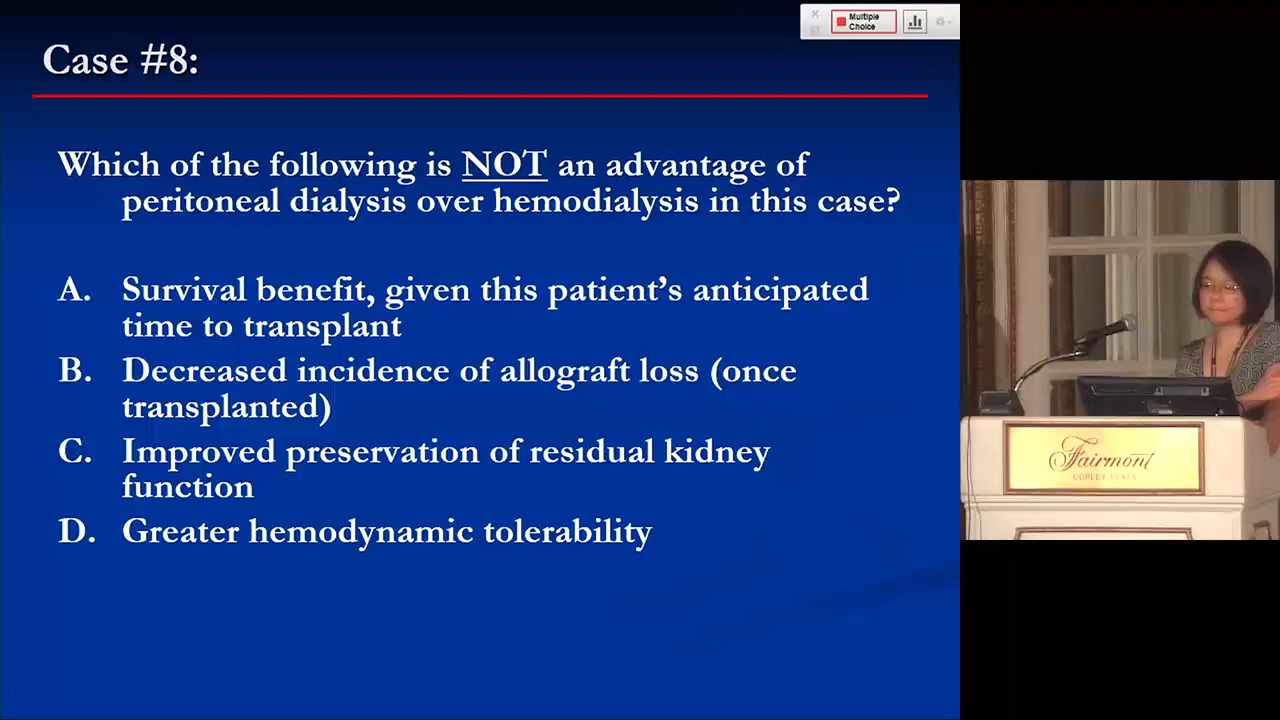 Multiple
Choice
Case #8:
Which of the following is NOT an advantage of
peritoneal dialysis over hemodialysis in this case?
A. Survival benefit, given this patient's anticipated
time to transplant
B. Decreased incidence of allograft loss (once
transplanted)
C. Improved preservation of residual kidney
function
D. Greater hemodynamic tolerability
Fairmont
COPLEY PLAZA